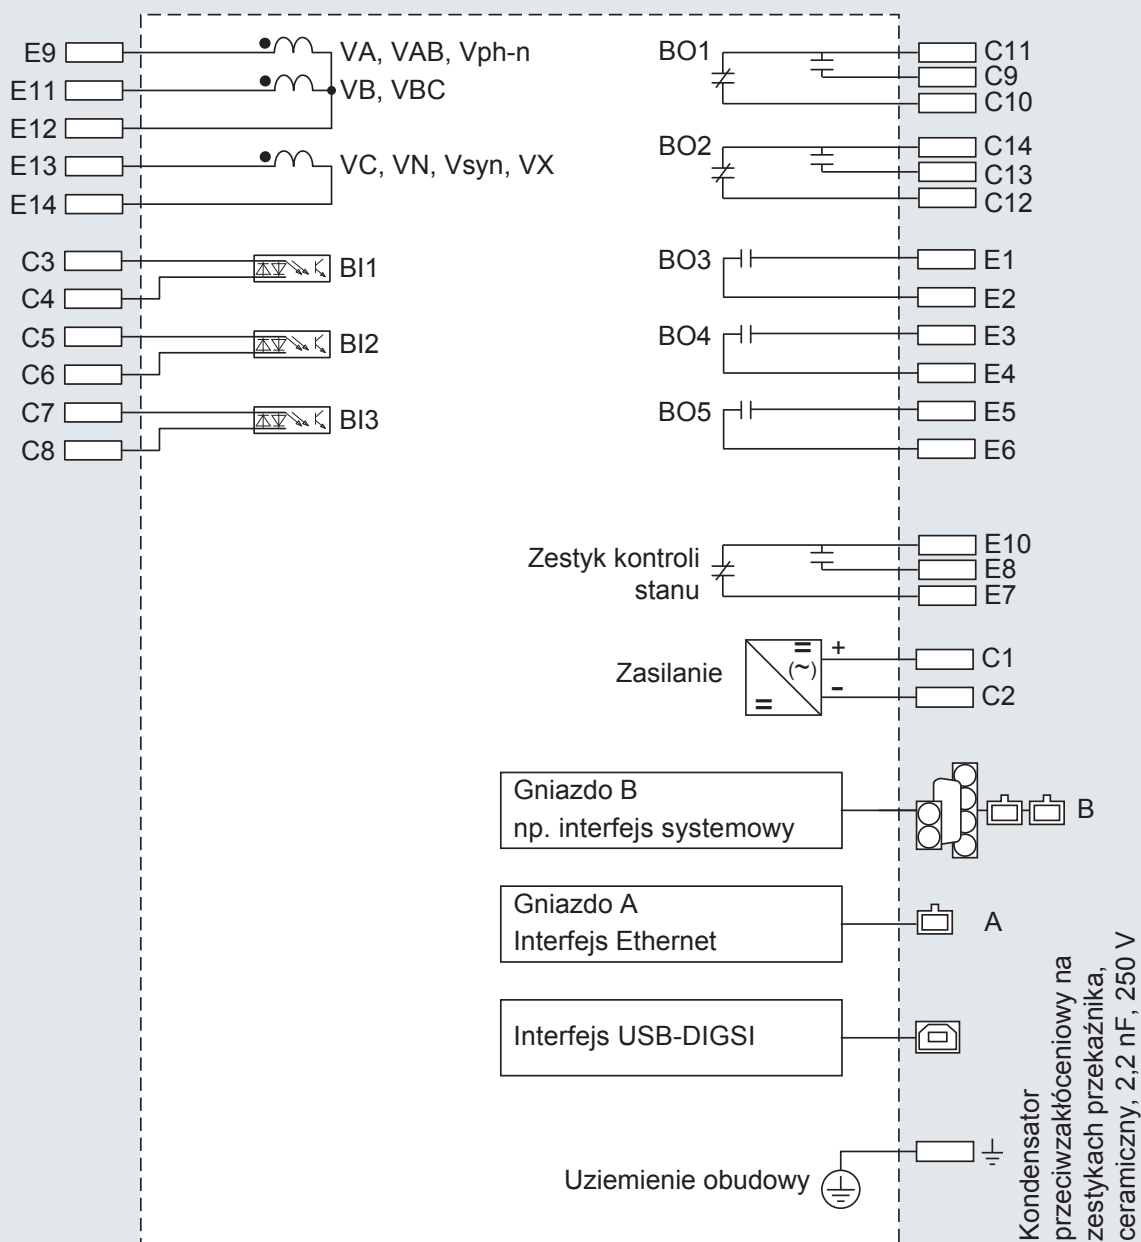 E9
VA, VAB, Vph-n
E11
VB, VBC
E12
E13
VC, VN, Vsyn, VX
E14
C3
BI1
C4
C5
BI2
C6
C7
BI3
C8
BO1
C11
C9
C10
BO2
C14
C13
C12
BO3
E1
E2
BO4
E3
E4
BO5
E5
E6
Zestyk kontroli
stanu
E10
E8
E7
Zasilanie
= +
(~)
= -
C1
C2
Gniazdo B
np. interfejs systemowy
B
Gniazdo A
Interfejs Ethernet
A
Interfejs USB-DIGSI
Uziemienie obudowy
Kondensator
przeciwzakłóceniowy na
zestykach przekaźnika,
ceramiczny, 2,2 nF, 250 V